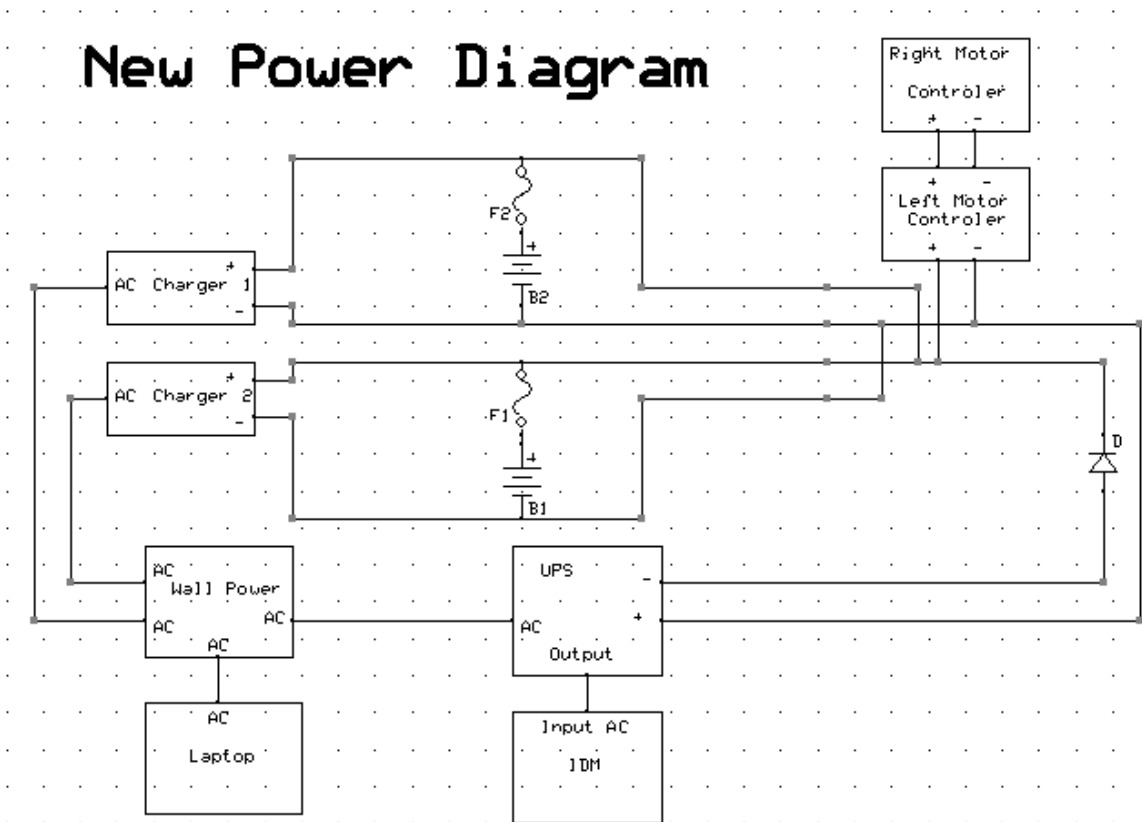 New Power Diagram
Right Motor
Controler
+ -
+ -
Left Motor
Controler
+ -
F2
+
B2
+
AC Charger 1
-
+
AC Charger 2
-
F1
+
B1
D
AC
Wall Power
AC
AC
AC
UPS
-
+
AC
Output
AC
Laptop
Input AC
IDM